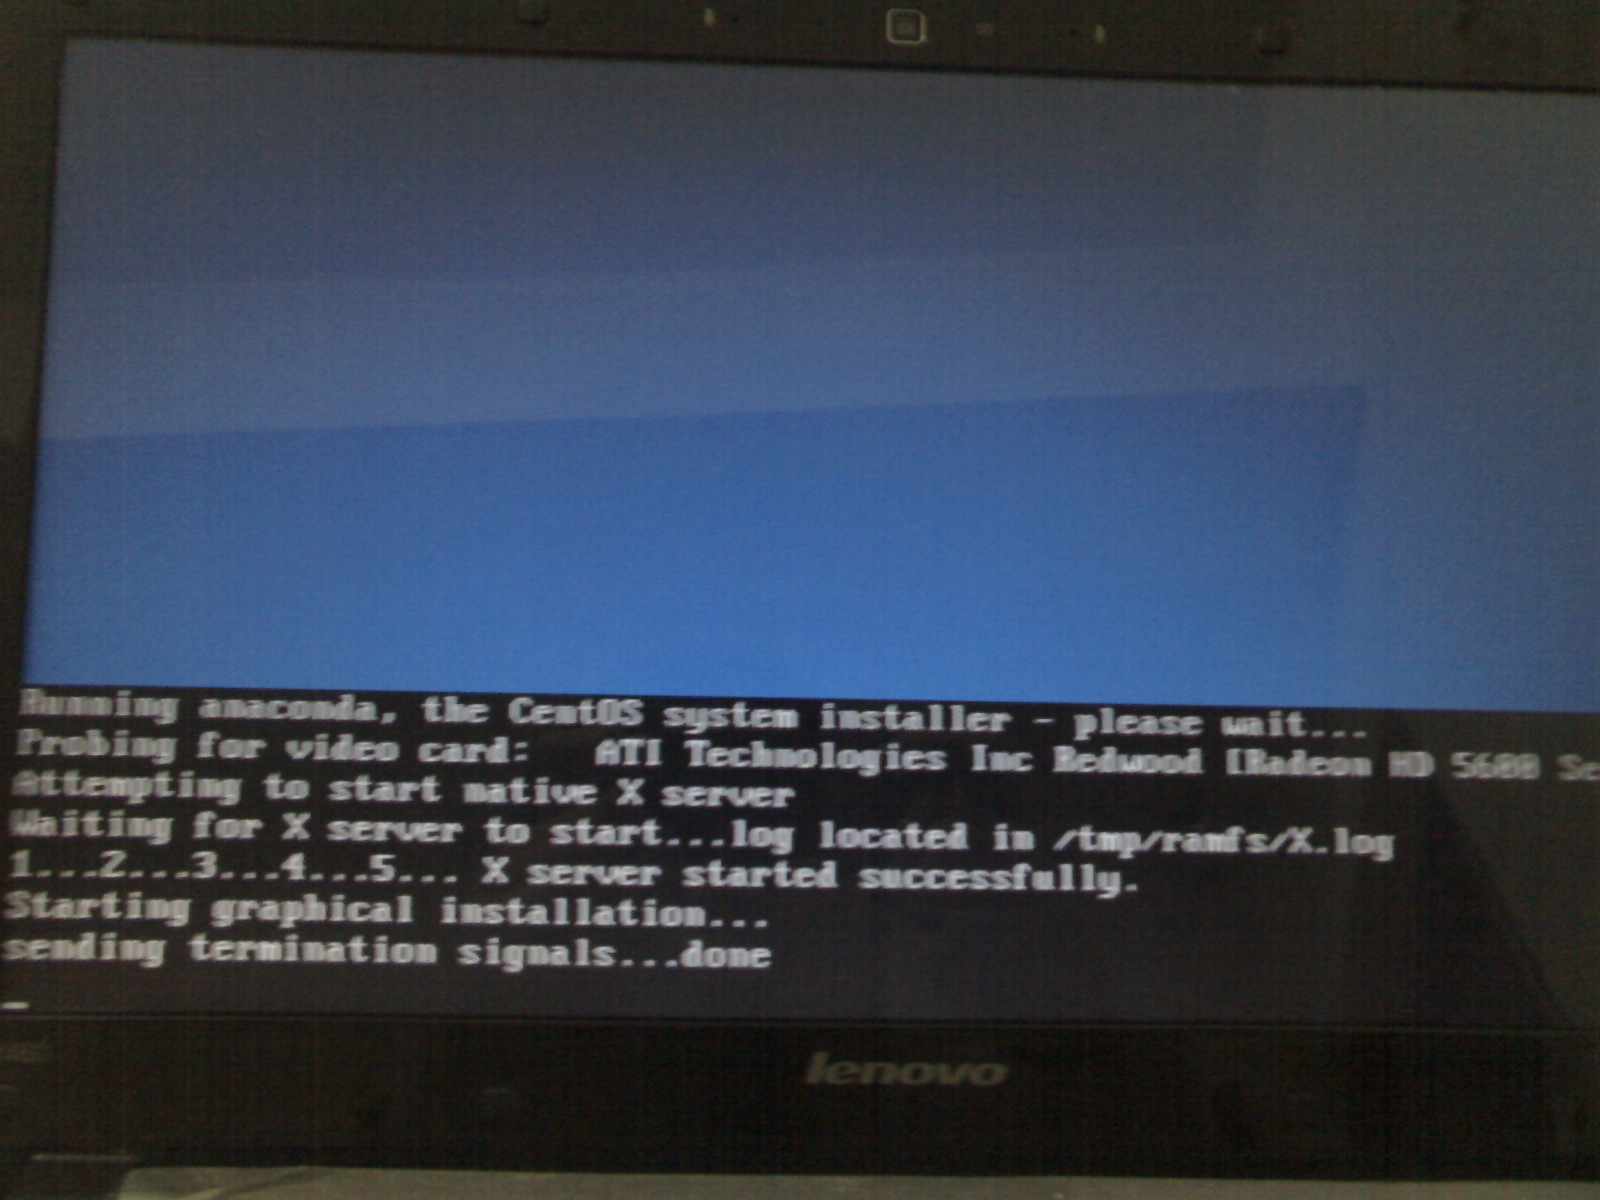 Running anaconda, the CentOS system installer - please wait...
Probing for video card:   ATI Technologies Inc Redwood [Radeon HD 5600 Se
Attempting to start native X server
Waiting for X server to start...log located in /tmp/ramfs/X.log
1...2...3...4...5... X server started successfully.
Starting graphical installation...
sending termination signals...done
lenovo